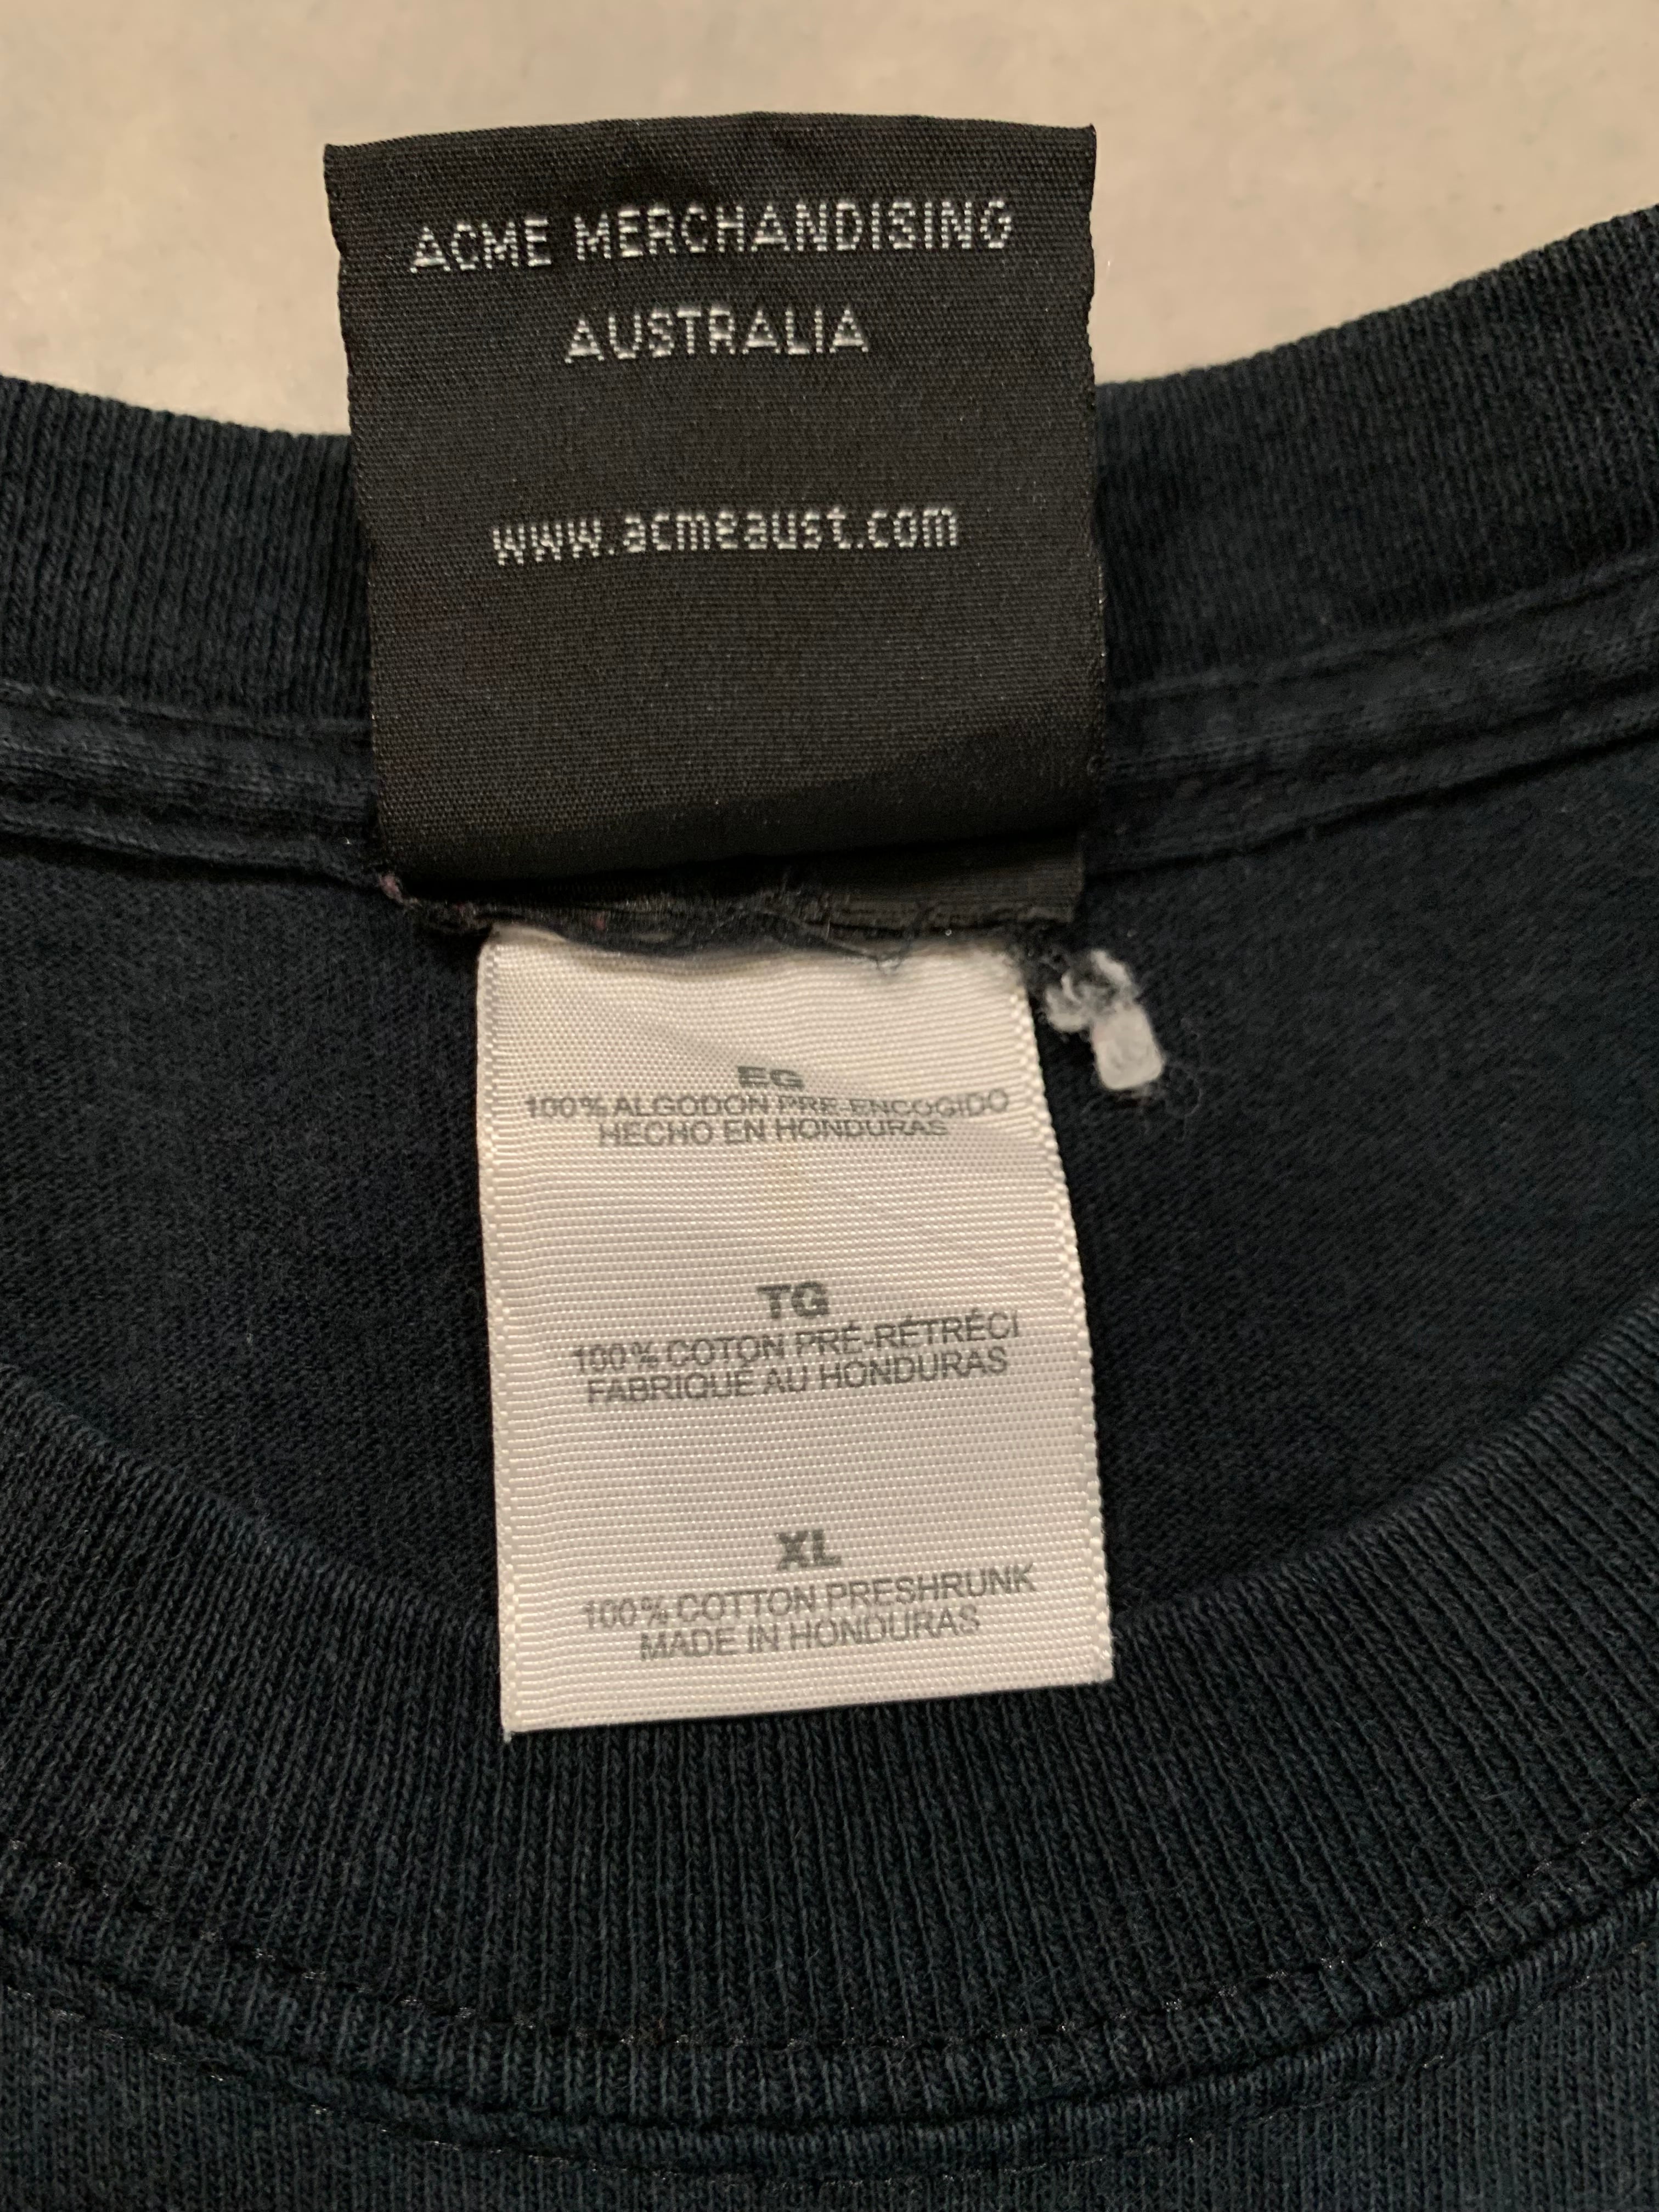 ACME MERCHANDISING
AUSTRALIA
www.acmeaust.com
EG
100% ALGODON PRE-ENCOGIDO
HECHO EN HONDURAS
TG
100% COTON PRÉ-RÉTRÉCI
FABRIQUÉ AU HONDURAS
XL
100% COTTON PRESHRUNK
MADE IN HONDURAS